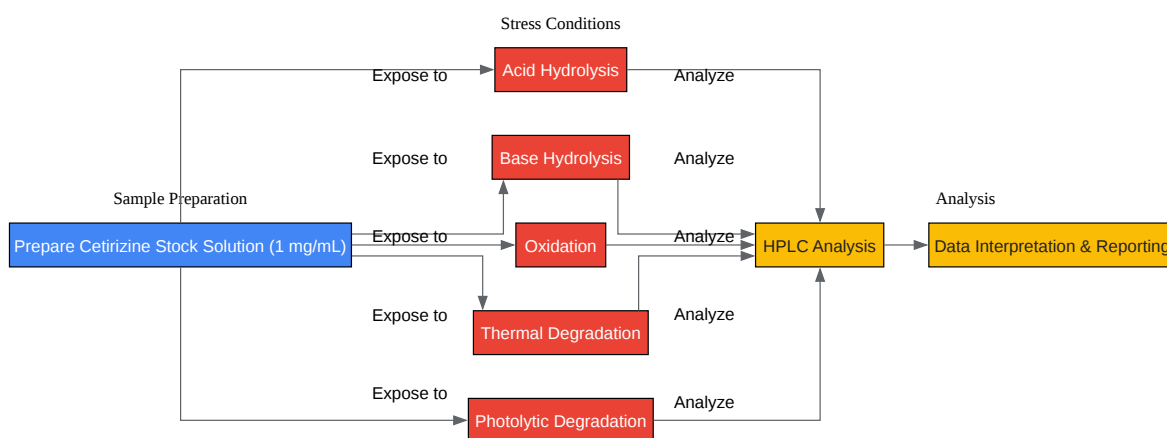 Stress Conditions
Expose to
Acid Hydrolysis
Analyze
Expose to
Base Hydrolysis
Analyze
Sample Preparation
Analysis
Prepare Cetirizine Stock Solution (1 mg/mL)
Expose to
Oxidation
Analyze
HPLC Analysis
Data Interpretation & Reporting
Expose to
Thermal Degradation
Analyze
Expose to
Photolytic Degradation
Analyze